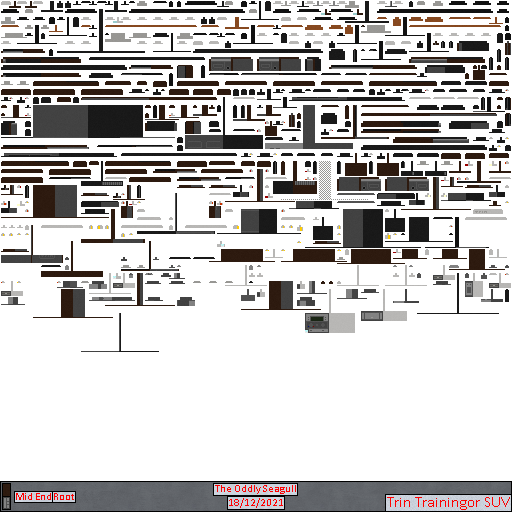 The Oddly Seagull
Mid End Root
18/12/2021
Trin Trainingor SUV